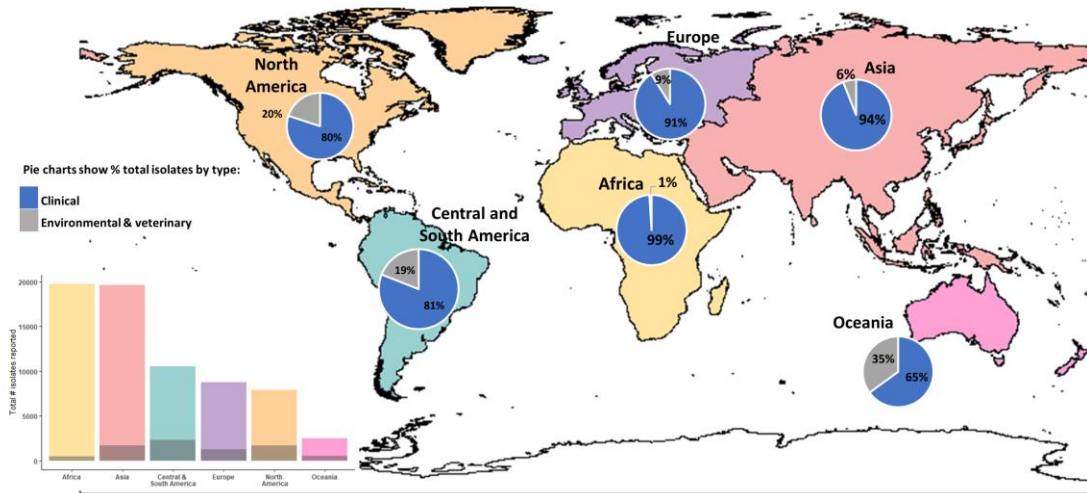 Europe
North
America
Asia
6%
9%
20%
80%
91%
94%
Pie charts show % total isolates by type:
Clinical
Environmental & veterinary
Africa
1%
99%
Central and
South America
19%
81%
Oceania
35%
65%
Total # isolates reported
20000
15000
10000
5000
0
Africa
Asia
Central &
South America
Europe
North
America
Oceania